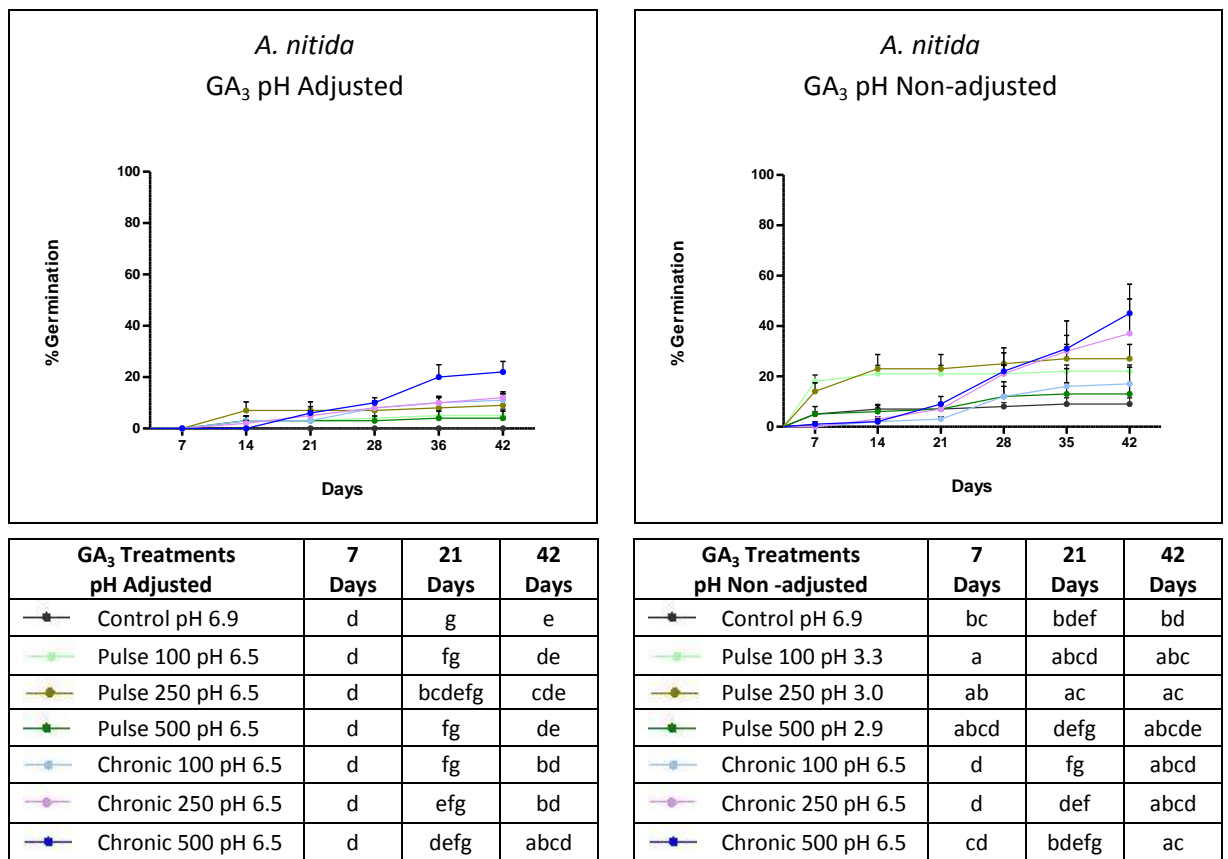 A. nitida
GA3 pH Adjusted
100
80
60
40
20
0
%Germination
7 14 21 28 36 42
Days
A. nitida
GA3 pH Non-adjusted
100
80
60
40
20
0
%Germination
7 14 21 28 35 42
Days
GA3 Treatments pH Adjusted 7 Days 21 Days 42 Days
Control pH 6.9 d g e
Pulse 100 pH 6.5 d fg de
Pulse 250 pH 6.5 d bcdefg cde
Pulse 500 pH 6.5 d fg de
Chronic 100 pH 6.5 d fg bd
Chronic 250 pH 6.5 d efg bd
Chronic 500 pH 6.5 d defg abcd
GA3 Treatments pH Non -adjusted 7 Days 21 Days 42 Days
Control pH 6.9 bc bdef bd
Pulse 100 pH 3.3 a abcd abc
Pulse 250 pH 3.0 ab ac ac
Pulse 500 pH 2.9 abcd defg abcde
Chronic 100 pH 6.5 d fg abcd
Chronic 250 pH 6.5 d def abcd
Chronic 500 pH 6.5 cd bdefg ac